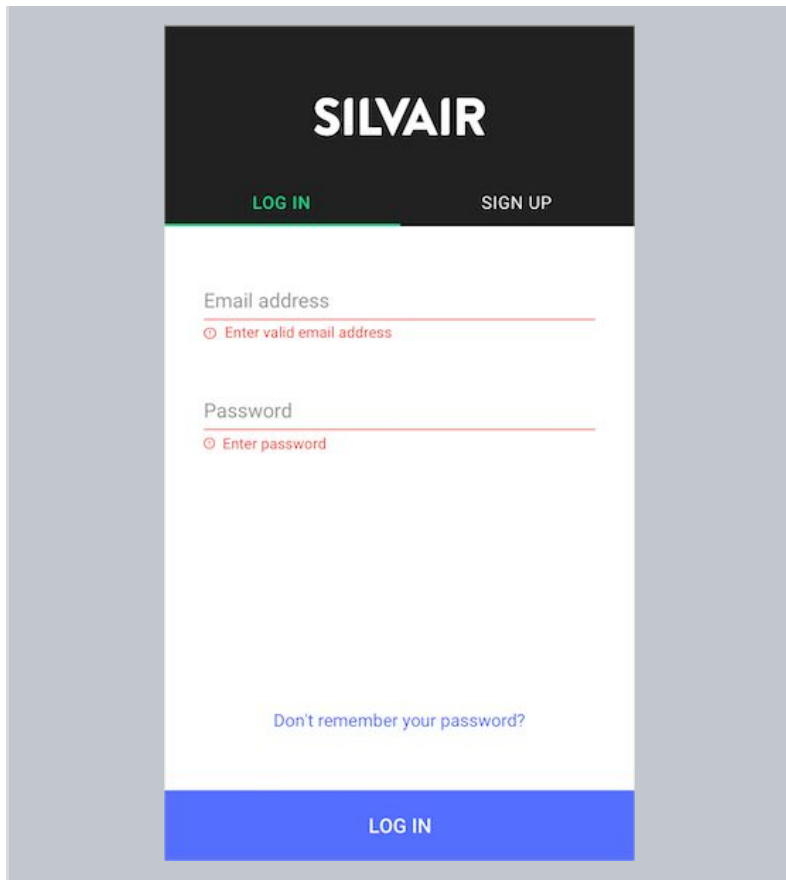 SILVAIR
LOG IN SIGN UP
Email address
Enter valid email address
Password
Enter password
Don't remember your password?
LOG IN